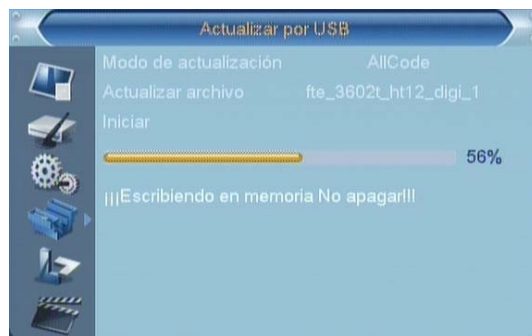 Actualizar por USB
Modo de actualización AllCode
Actualizar archivo fte_3602t_ht12_digi_1
Iniciar
56%
¡¡¡Escribiendo en memoria No apagar!!!